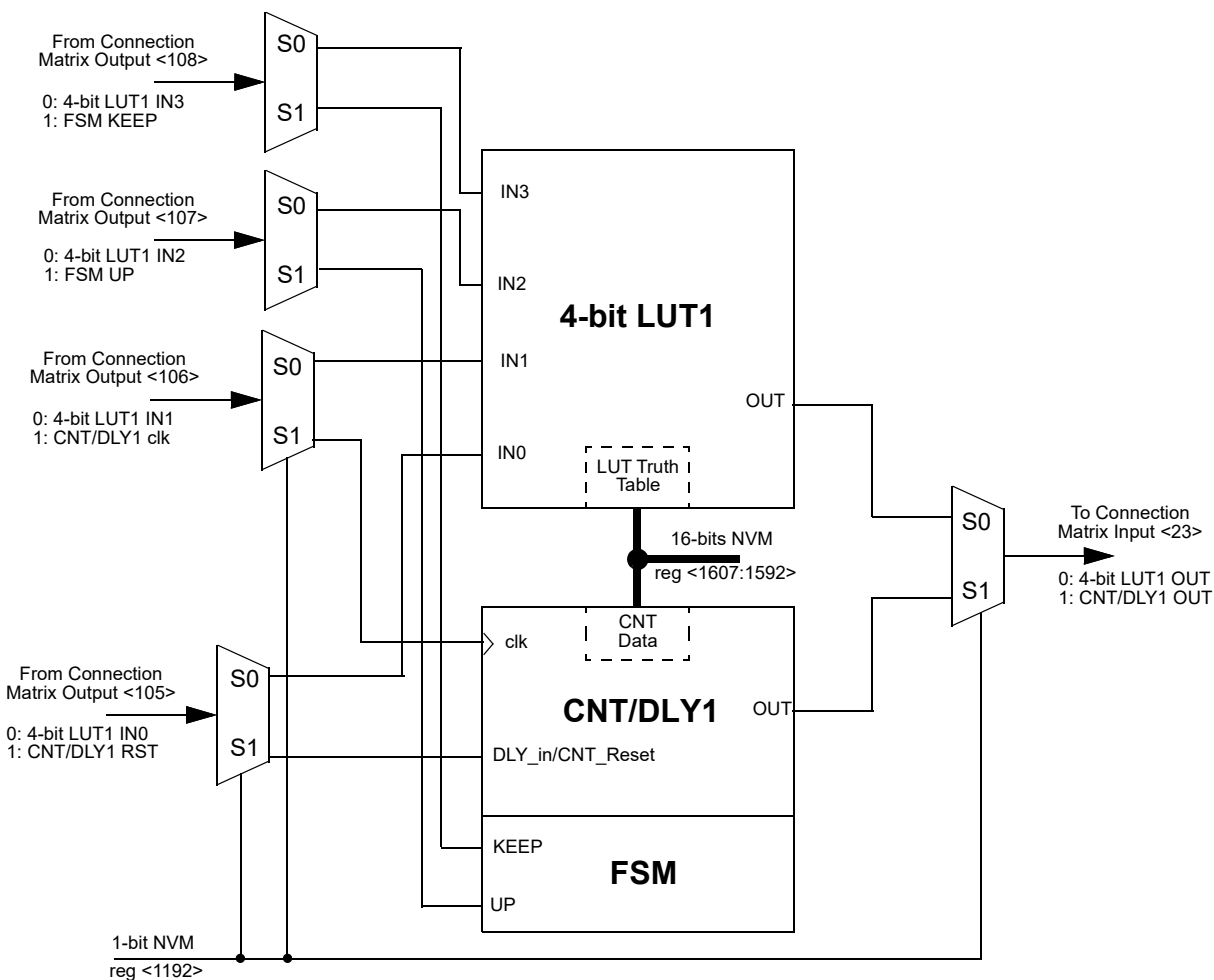 From Connection
Matrix Output <108>
0: 4-bit LUT1 IN3
1: FSM KEEP
S0
S1
From Connection
Matrix Output <107>
0: 4-bit LUT1 IN2
1: FSM UP
S0
S1
From Connection
Matrix Output <106>
0: 4-bit LUT1 IN1
1: CNT/DLY1 clk
S0
S1
IN3
IN2
IN1
IN0
4-bit LUT1
OUT
LUT Truth
Table
16-bits NVM
reg <1607:1592>
S0
S1
To Connection
Matrix Input <23>
0: 4-bit LUT1 OUT
1: CNT/DLY1 OUT
From Connection
Matrix Output <105>
0: 4-bit LUT1 IN0
1: CNT/DLY1 RST
S0
S1
CNT
Data
clk
CNT/DLY1
OUT
DLY_in/CNT_Reset
KEEP
FSM
UP
1-bit NVM
reg <1192>